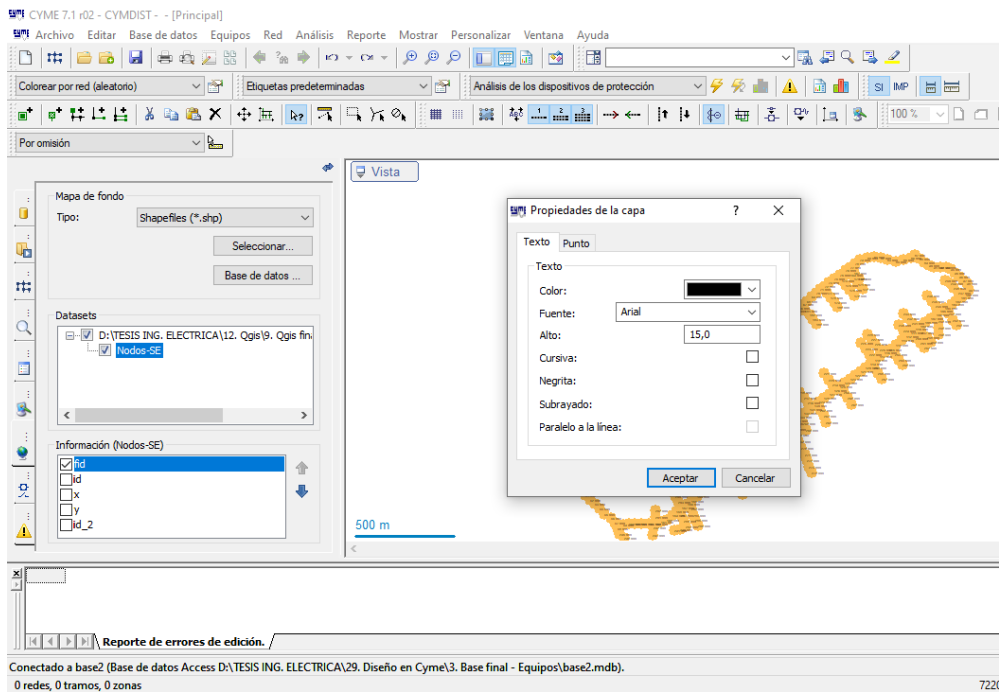 CYME 7.1 r02 - CYMDIST - - [Principal]
Archivo Editar Base de datos Equipos Red Análisis Reporte Mostrar Personalizar Ventana Ayuda
Colorear por red (aleatorio)
Etiquetas predeterminadas
Análisis de los dispositivos de protección
SI
IMP
100 %
Por omisión
Vista
Mapa de fondo
Tipo:
Shapefiles (*.shp)
Seleccionar...
Base de datos ...
Datasets
D:\TESIS ING. ELECTRICA\12. Qgis\9. Qgis fin
Nodos-SE
Información (Nodos-SE)
fid
id
x
y
id_2
CYME Propiedades de la capa
?
Texto
Punto
Texto
Color:
Fuente:
Arial
Alto:
15,0
Cursiva:
Negrita:
Subrayado:
Paralelo a la línea:
Aceptar
Cancelar
500 m
Reporte de errores de edición.
Conectado a base2 (Base de datos Access D:\TESIS ING. ELECTRICA\29. Diseño en Cyme\3. Base final - Equipos\base2.mdb).
0 redes, 0 tramos, 0 zonas
7220